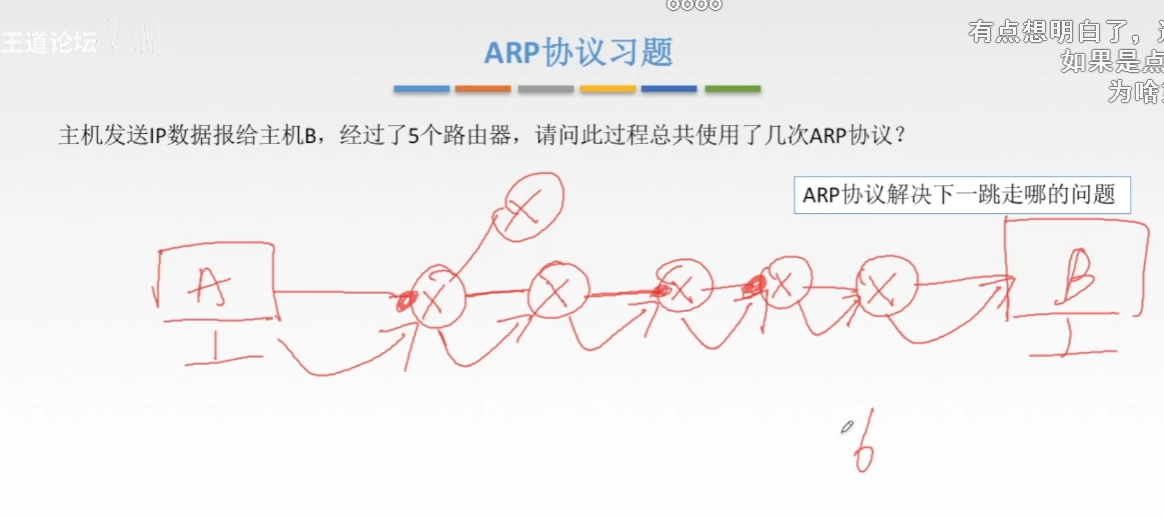 王道论坛
有点想明白了，
ARP协议习题
如果是点
为啥
主机发送IP数据报给主机B，经过了5个路由器，请问此过程总共使用了几次ARP协议？
ARP协议解决下一跳走哪的问题
A
X
X
X
X
X
X
B
6